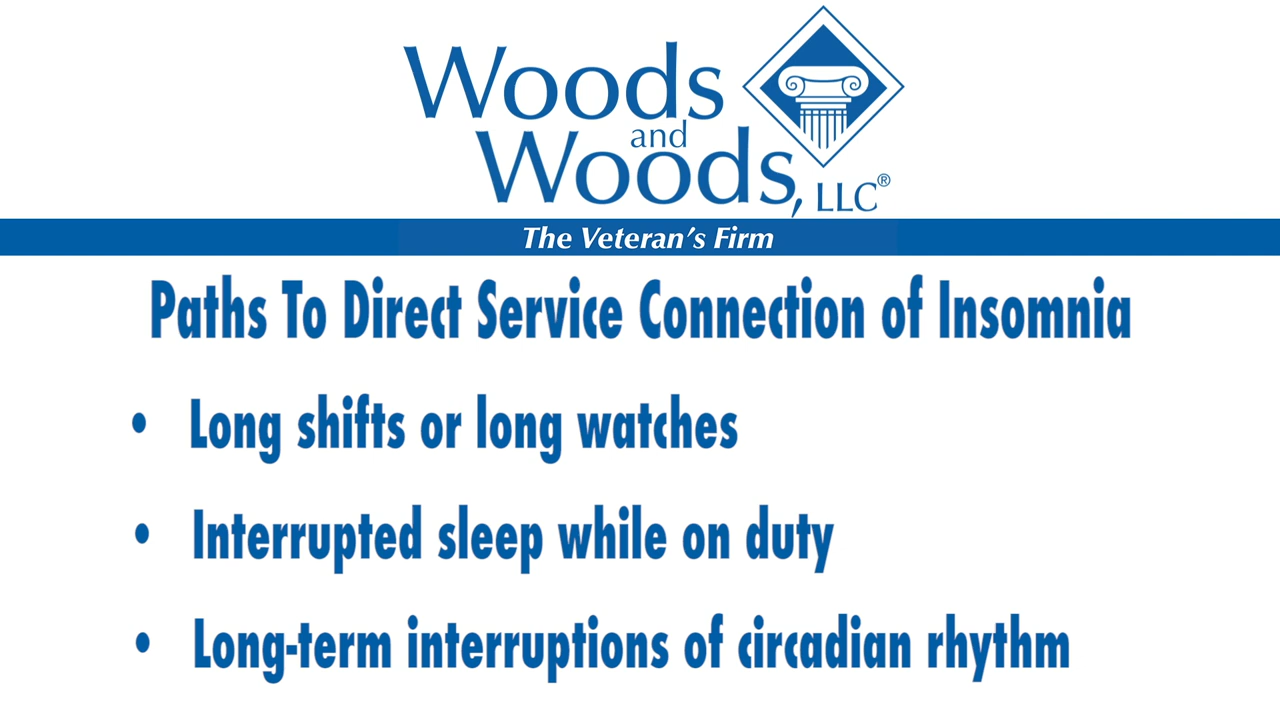 Woods
and
Woods, LLC®
The Veteran's Firm
Paths To Direct Service Connection of Insomnia
• Long shifts or long watches
• Interrupted sleep while on duty
• Long-term interruptions of circadian rhythm